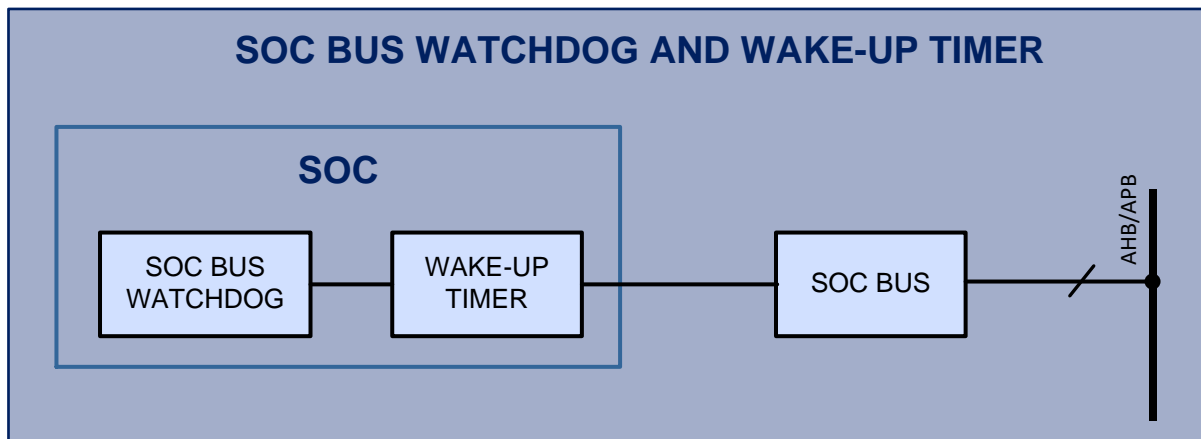 SOC BUS WATCHDOG AND WAKE-UP TIMER
SOC
SOC BUS
WATCHDOG
WAKE-UP
TIMER
SOC BUS
AHB/APB